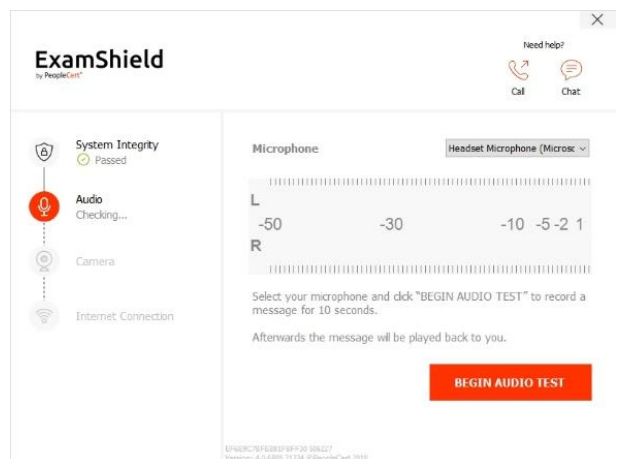 ExamShield
by PeopleCert
Need help?
Call
Chat
System Integrity
Passed
Audio
Checking...
Camera
Internet Connection
Microphone
Headset Microphone (Microsc
L
-50 -30 -10 -5 -2 1
R
Select your microphone and click "BEGIN AUDIO TEST" to record a
message for 10 seconds.
Afterwards the message will be played back to you.
BEGIN AUDIO TEST